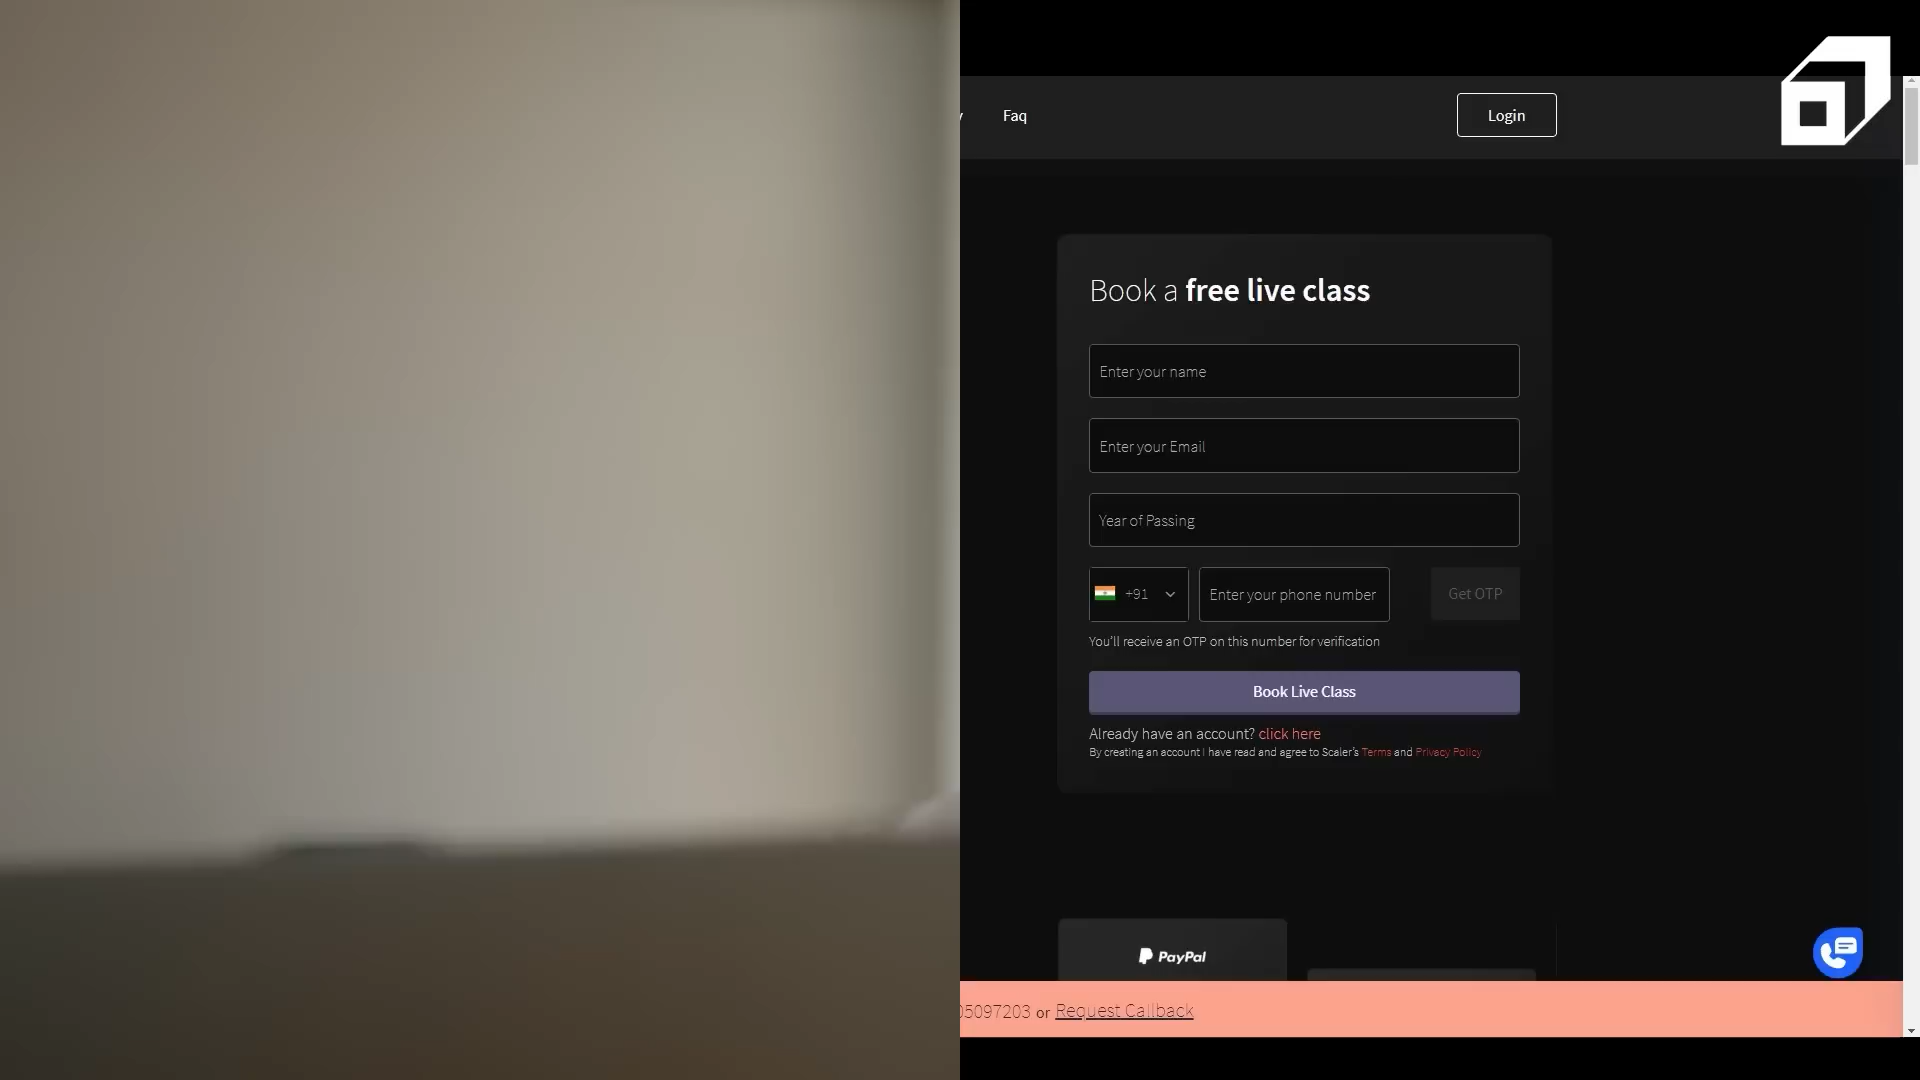 Faq
Login
Book a free live class
Enter your name
Enter your Email
Year of Passing
+91
Enter your phone number
Get OTP
You'll receive an OTP on this number for verification
Book Live Class
Already have an account? click here
By creating an account I have read and agree to Scaler's Terms and Privacy Policy
PayPal
05097203 or Request Callback